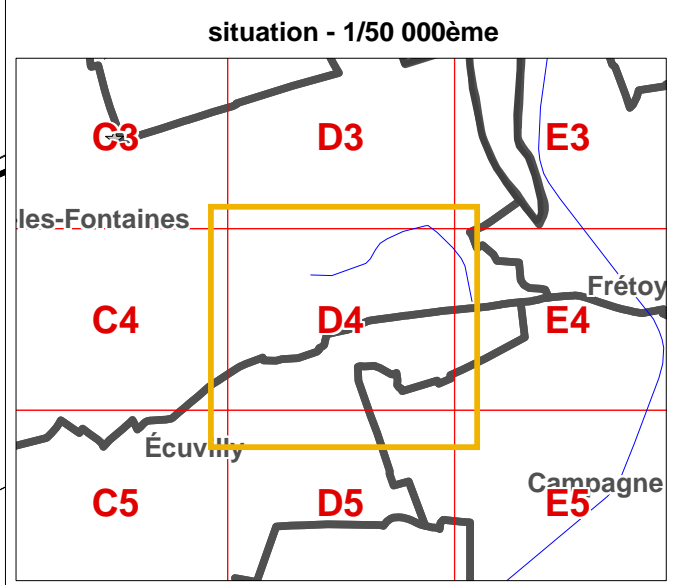 situation - 1/50 000ème
C3 D3 E3
les-Fontaines
Frétoy
C4 D4 E4
Écuvilly
Campagne
C5 D5 E5